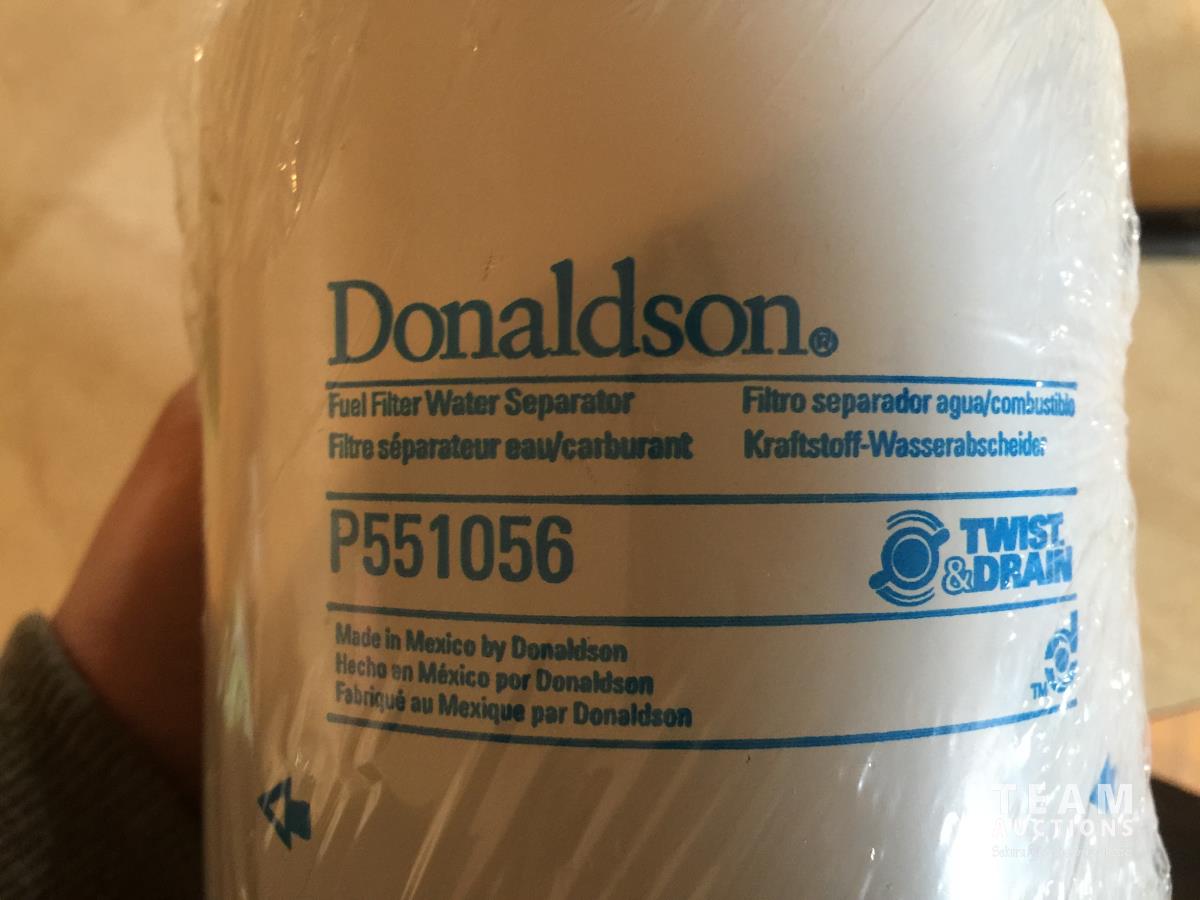 Donaldson®
Fuel Filter Water Separator
Filtre séparateur eau/carburant
Filtro separador agua/combustible
Kraftstoff-Wasserabscheider
P551056
TWIST
&DRAIN
Made in Mexico by Donaldson
Hecho en México por Donaldson
Fabriqué au Mexique par Donaldson
TM
TEAM
AUCTIONS